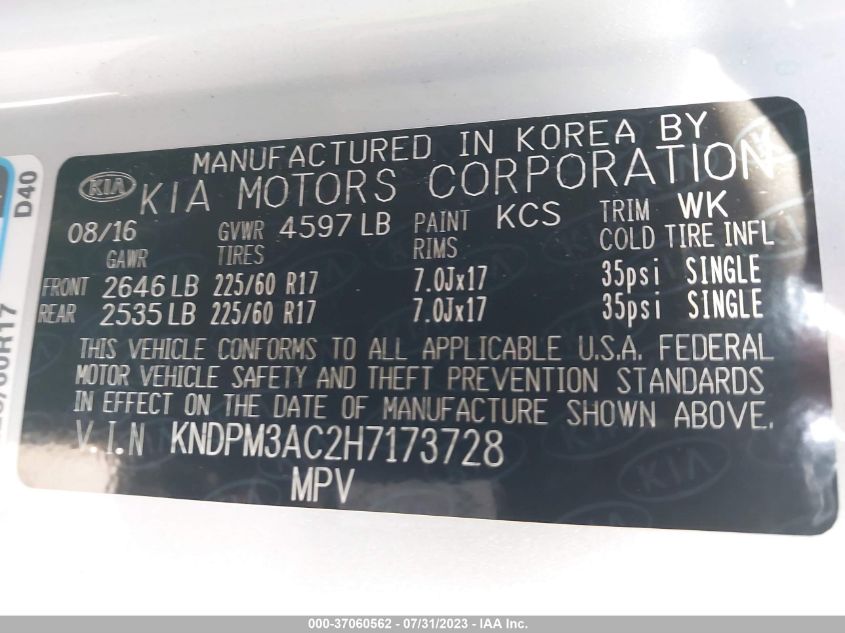 MANUFACTURED IN KOREA BY
KIA KIA MOTORS CORPORATION
08/16 GVWR 4597 LB PAINT KCS TRIM WK
GAWR TIRES RIMS COLD TIRE INFL
FRONT 2646 LB 225/60 R17 7.0Jx17 35psi SINGLE
REAR 2535 LB 225/60 R17 7.0Jx17 35psi SINGLE
THIS VEHICLE CONFORMS TO ALL APPLICABLE U.S.A. FEDERAL
MOTOR VEHICLE SAFETY AND THEFT PREVENTION STANDARDS
IN EFFECT ON THE DATE OF MANUFACTURE SHOWN ABOVE.
V.I.N KNDPM3AC2H7173728
MPV
D40
000-37060562 / 07/31/2023 - IAA Inc.